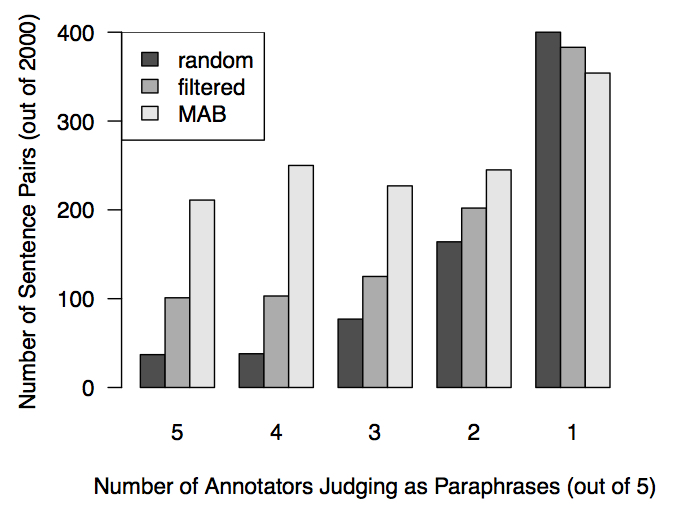 Number of Sentence Pairs (out of 2000)
400
300
200
100
0
random
filtered
MAB
5 4 3 2 1
Number of Annotators Judging as Paraphrases (out of 5)